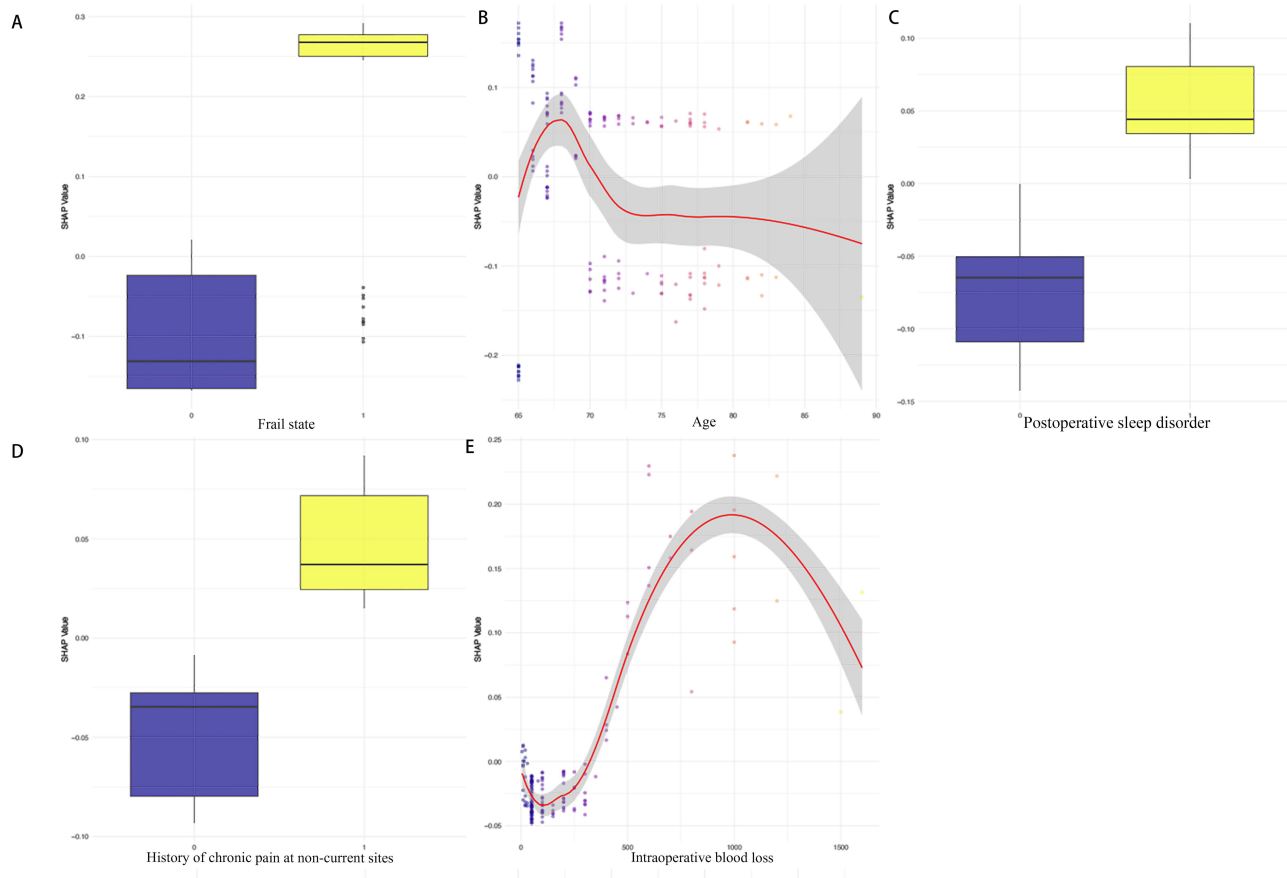 A
0.3
0.2
0.1
0.0
−0.1
SHAP Value
0
1
Frail state
B
0.1
0.0
−0.1
−0.2
SHAP Value
65
70
75
80
85
90
Age
C
0.10
0.05
0.00
−0.05
−0.10
−0.15
SHAP Value
0
1
Postoperative sleep disorder
D
0.10
0.05
0.00
−0.05
−0.10
SHAP Value
0
1
History of chronic pain at non-current sites
E
0.25
0.20
0.15
0.10
0.05
0.00
−0.05
SHAP Value
0
500
1000
1500
Intraoperative blood loss